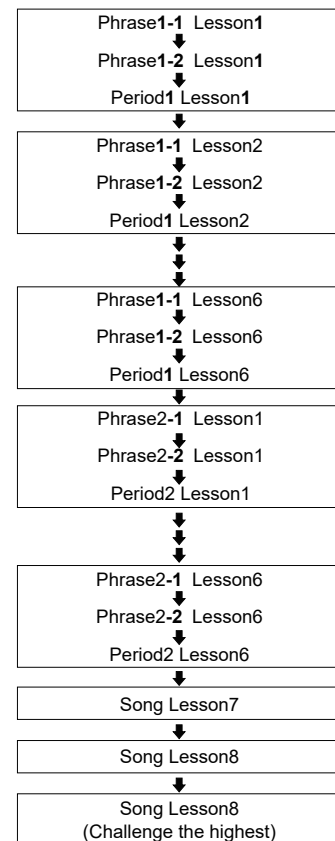 Phrase1-1 Lesson1
Phrase1-2 Lesson1
Period1 Lesson1
Phrase1-1 Lesson2
Phrase1-2 Lesson2
Period1 Lesson2
Phrase1-1 Lesson6
Phrase1-2 Lesson6
Period1 Lesson6
Phrase2-1 Lesson1
Phrase2-2 Lesson1
Period2 Lesson1
Phrase2-1 Lesson6
Phrase2-2 Lesson6
Period2 Lesson6
Song Lesson7
Song Lesson8
Song Lesson8
(Challenge the highest)